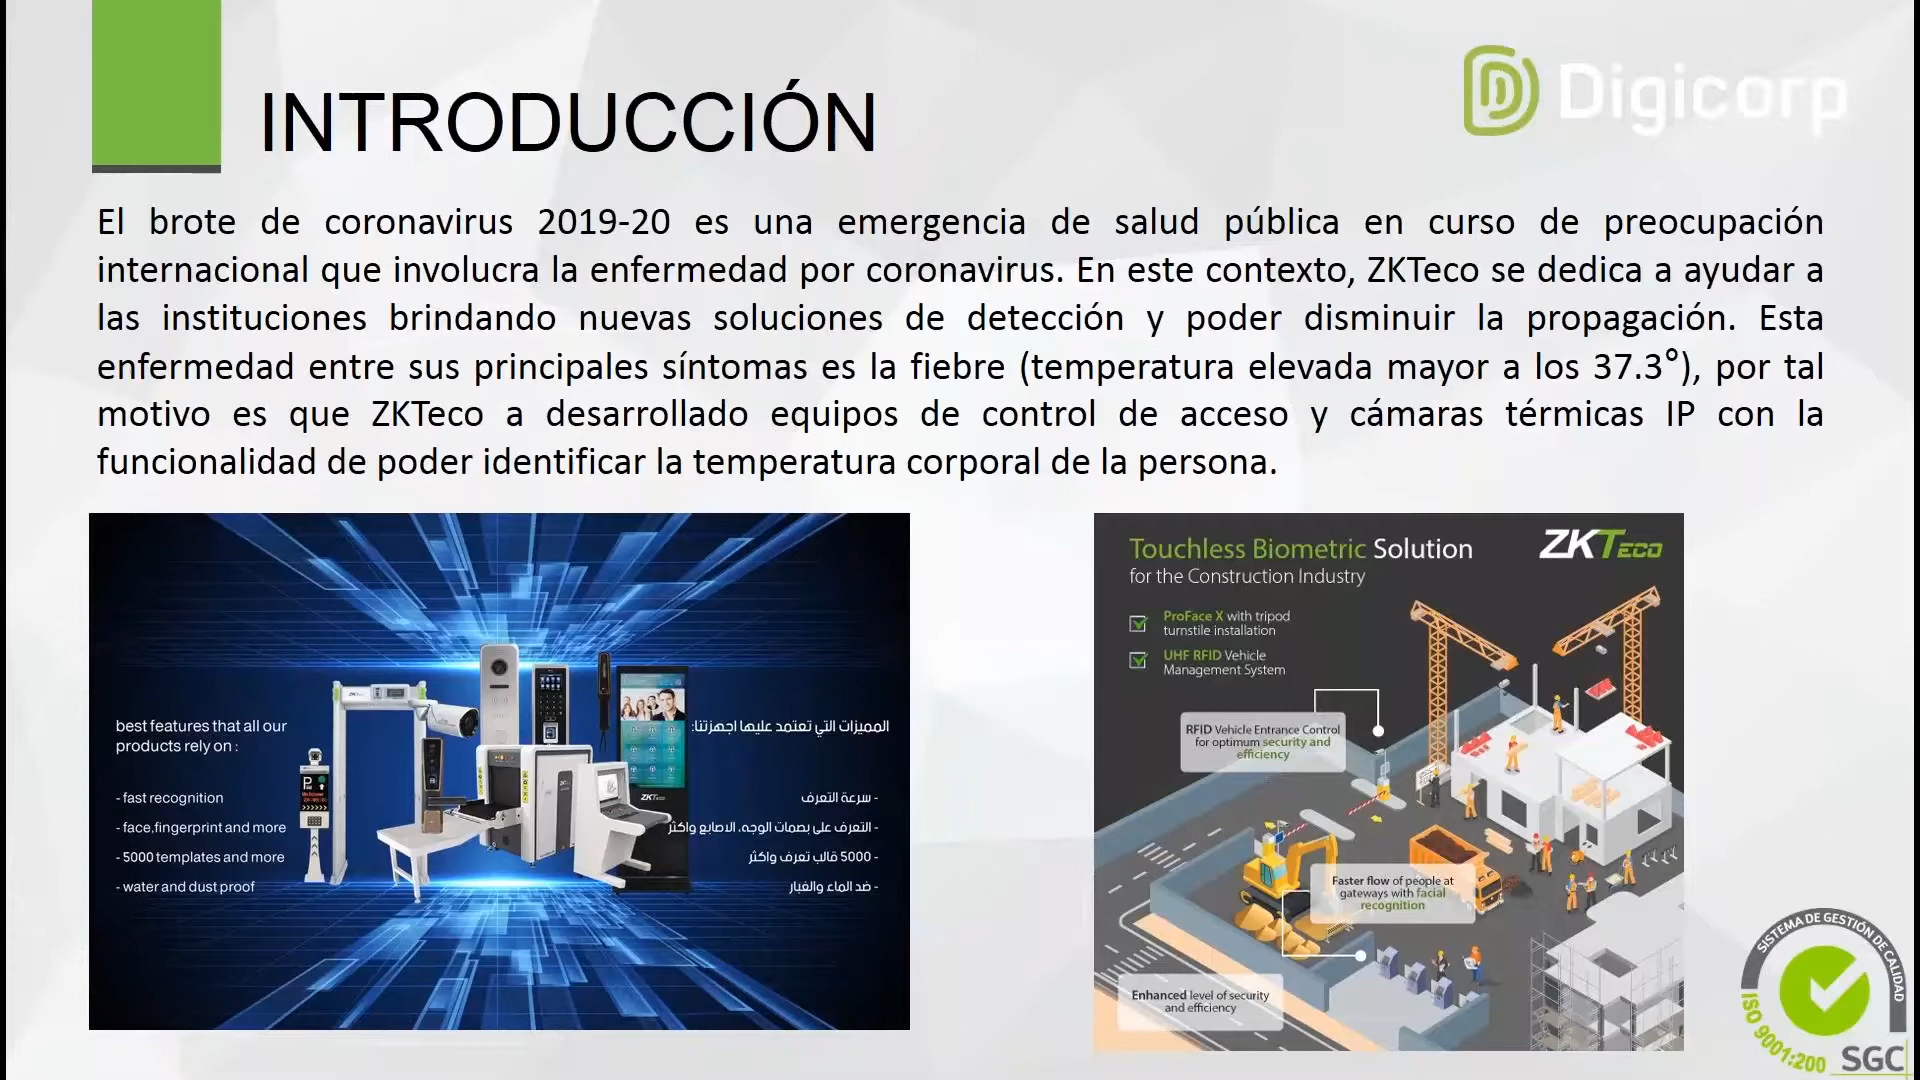 INTRODUCCIÓN
Digicorp
El brote de coronavirus 2019-20 es una emergencia de salud pública en curso de preocupación
internacional que involucra la enfermedad por coronavirus. En este contexto, ZKTeco se dedica a ayudar a
las instituciones brindando nuevas soluciones de detección y poder disminuir la propagación. Esta
enfermedad entre sus principales síntomas es la fiebre (temperatura elevada mayor a los 37.3°), por tal
motivo es que ZKTeco a desarrollado equipos de control de acceso y cámaras térmicas IP con la
funcionalidad de poder identificar la temperatura corporal de la persona.
best features that all our
products rely on :
- fast recognition
- face,fingerprint and more
- 5000 templates and more
- water and dust proof
المميزات التي تعتمد عليها اجهزتنا:
- سرعة التعرف
- التعرف على بصمات الوجه، الاصابع واكثر
- 5000 قالب تعرف واكثر
- ضد الماء والغبار
ZKTeco
Touchless Biometric Solution
for the Construction Industry
ZKTeco
ProFace X with tripod
turnstile installation
UHF RFID Vehicle
Management System
RFID Vehicle Entrance Control
for optimum security and
efficiency
Faster flow of people at
gateways with facial
recognition
Enhanced level of security
and efficiency
SISTEMA DE GESTIÓN DE CALIDAD
ISO 9001:200
SGC